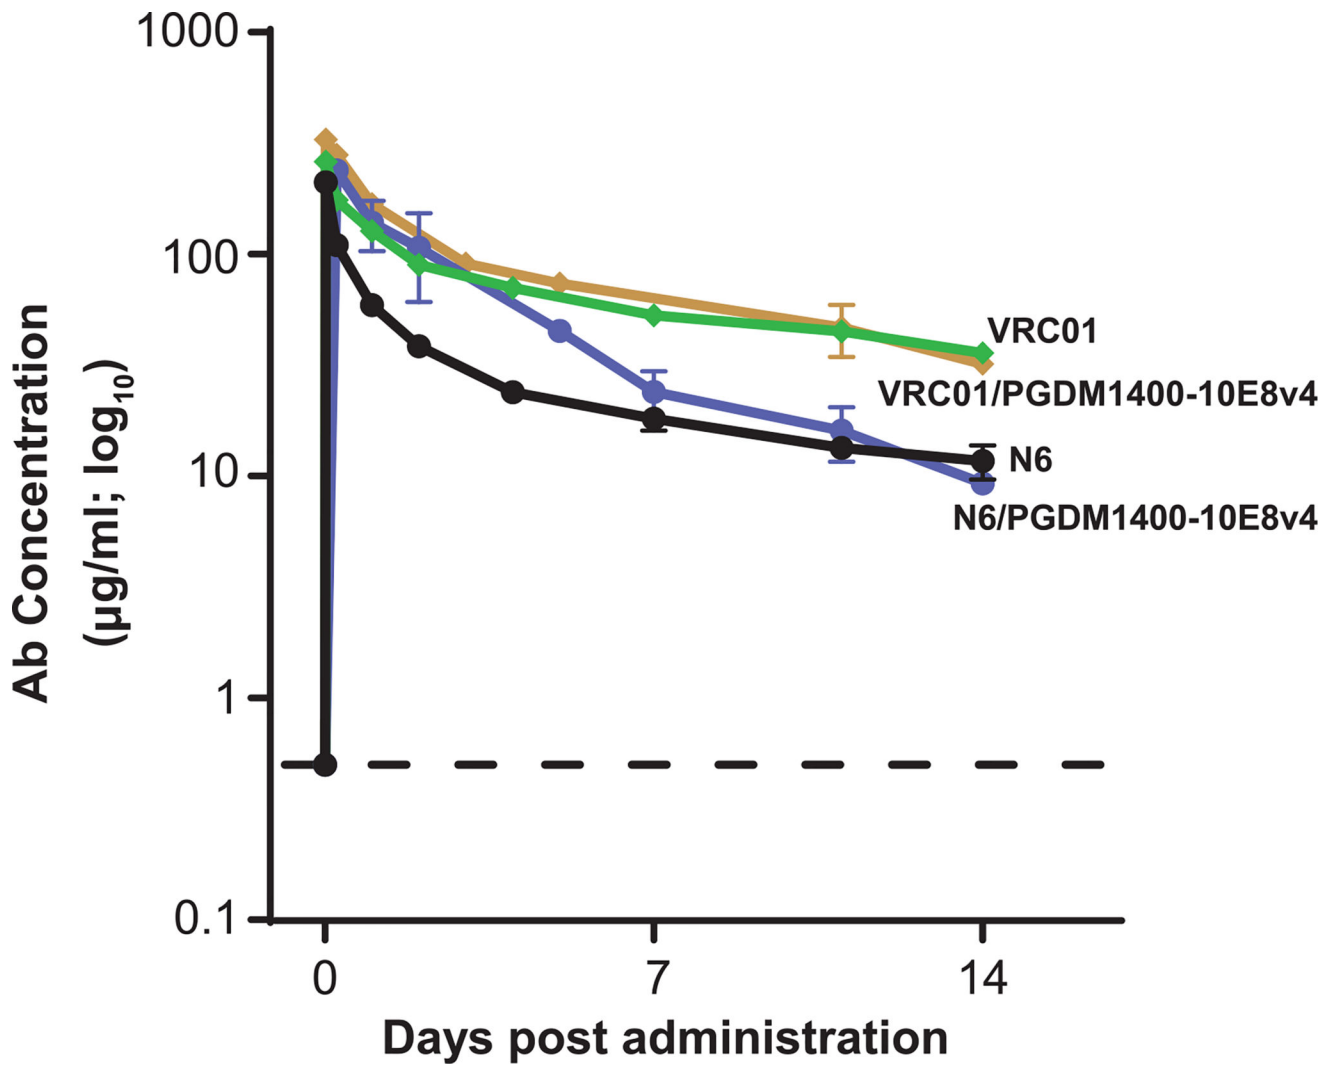 1000
100
10
1
0.1
Ab Concentration
(µg/ml; log10)
VRC01
VRC01/PGDM1400-10E8v4
N6
N6/PGDM1400-10E8v4
0 7 14
Days post administration